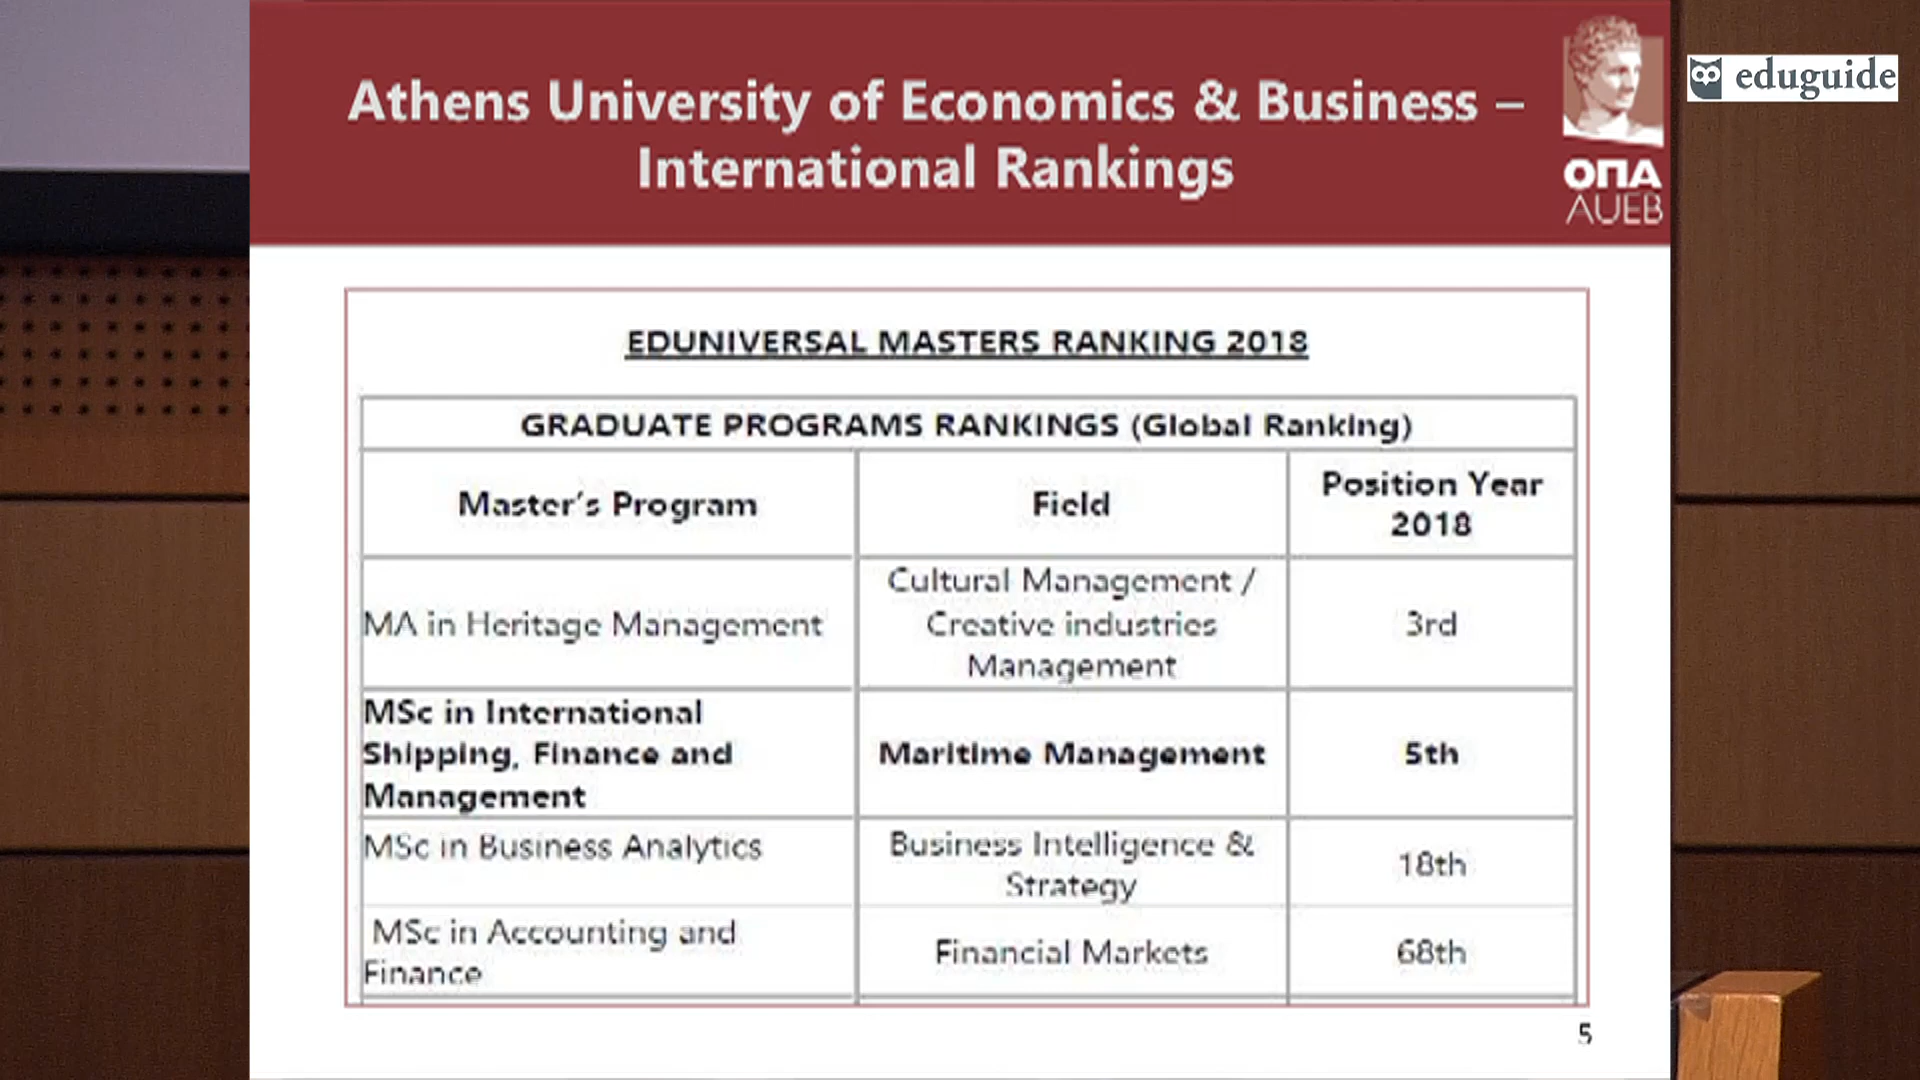 Athens University of Economics & Business –
International Rankings
ΟΠΑ
AUEB
eduguide
EDUNIVERSAL MASTERS RANKING 2018
GRADUATE PROGRAMS RANKINGS (Global Ranking)
Master's Program
Field
Position Year
2018
MA in Heritage Management
Cultural Management /
Creative industries
Management
3rd
MSc in International
Shipping, Finance and
Management
Maritime Management
5th
MSc in Business Analytics
Business Intelligence &
Strategy
18th
MSc in Accounting and
Finance
Financial Markets
68th
5